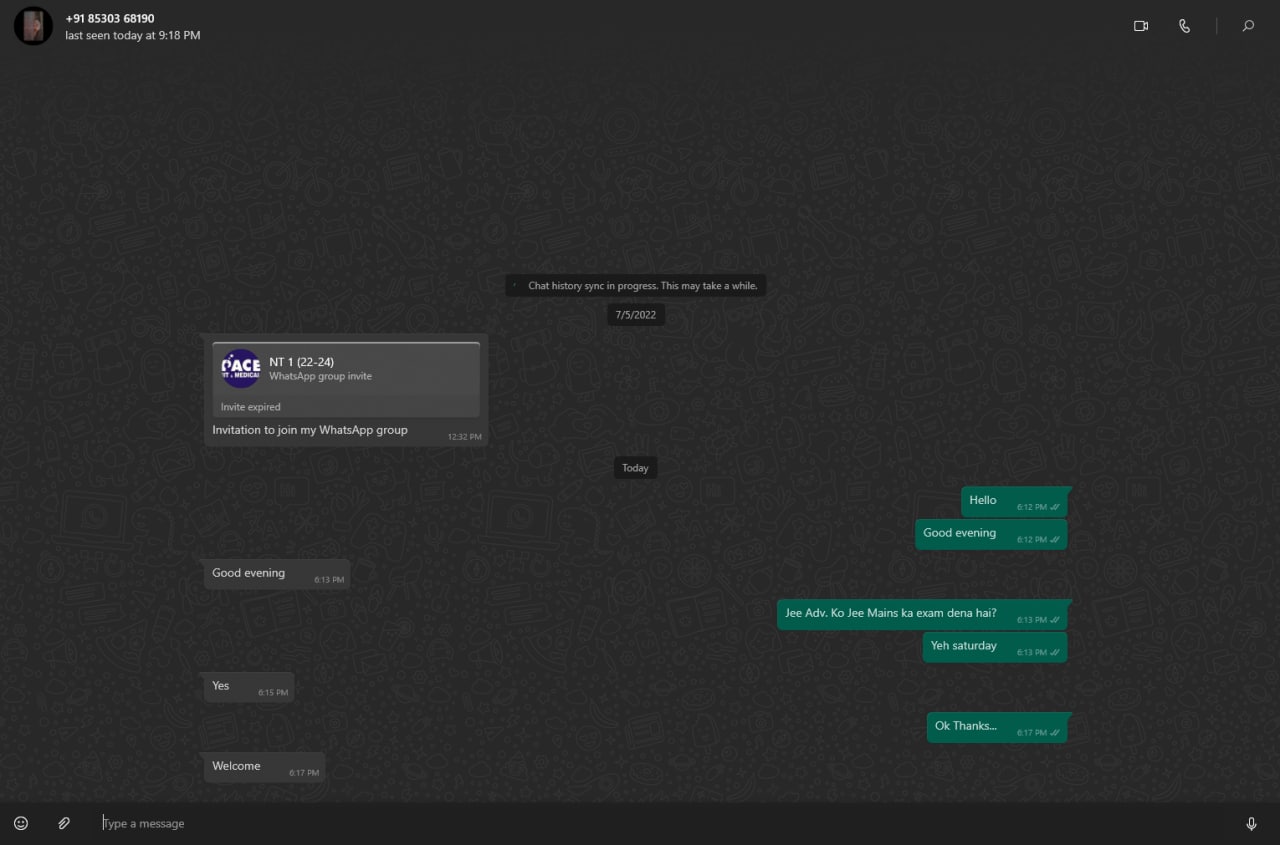 +91 85303 68190
last seen today at 9:18 PM
Chat history sync in progress. This may take a while.
7/5/2022
PACE
IIT & MEDICAL
NT 1 (22-24)
WhatsApp group invite
Invite expired
Invitation to join my WhatsApp group
12:32 PM
Today
Hello
6:12 PM
Good evening
6:12 PM
Good evening
6:13 PM
Jee Adv. Ko Jee Mains ka exam dena hai?
6:13 PM
Yeh saturday
6:13 PM
Yes
6:15 PM
Ok Thanks...
6:17 PM
Welcome
6:17 PM
Type a message